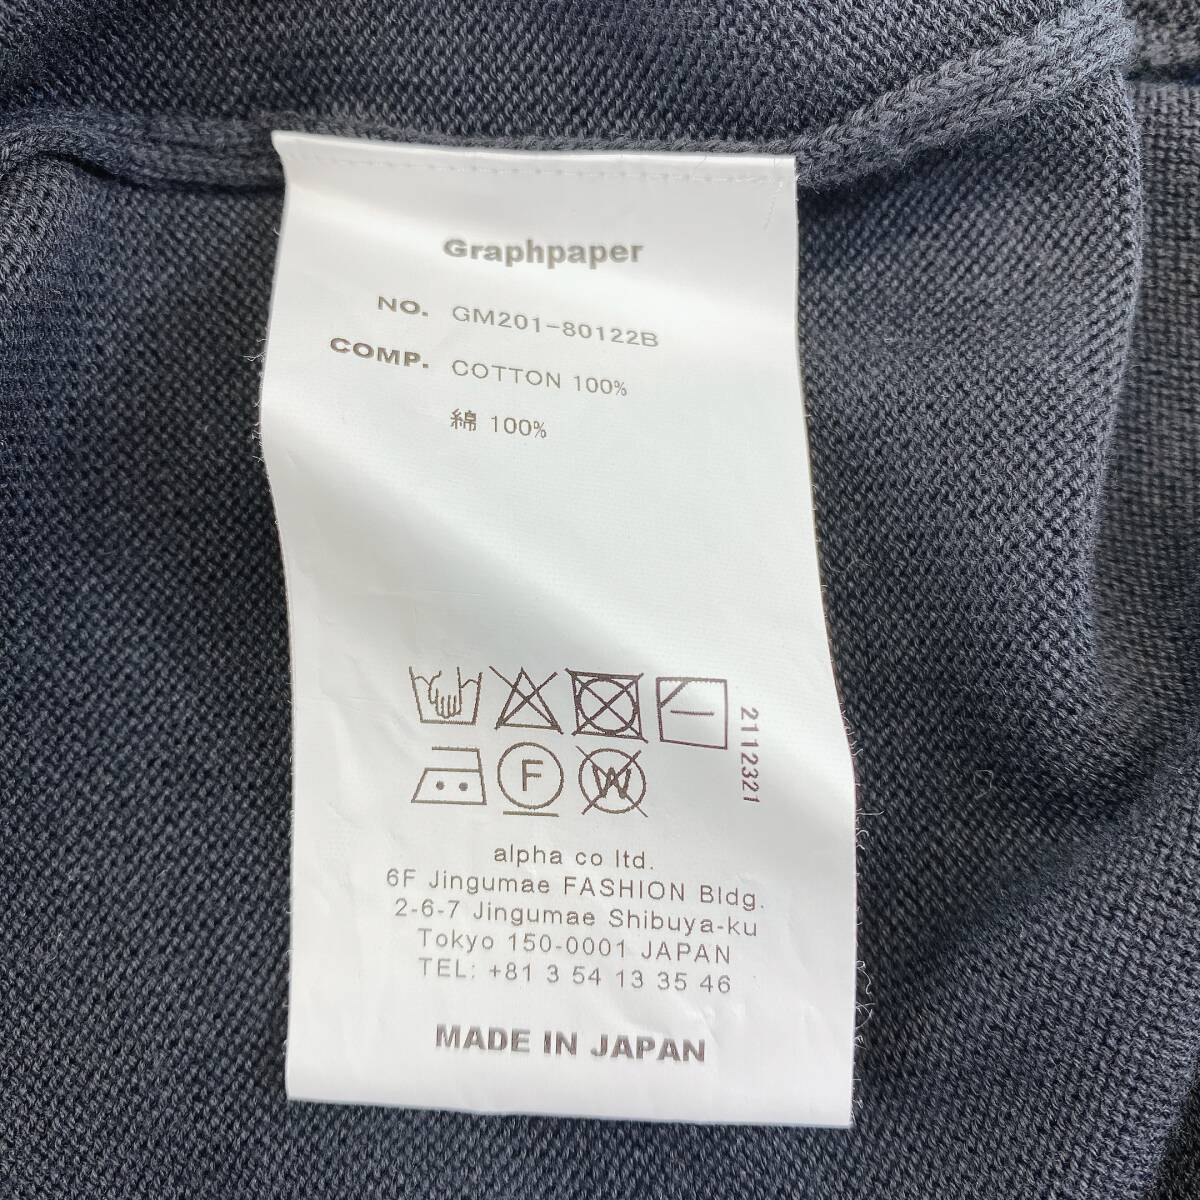 Graphpaper
NO. GM201-80122B
COMP. COTTON 100%
綿 100%
2112321
F
W
alpha co ltd.
6F Jingumae FASHION Bldg.
2-6-7 Jingumae Shibuya-ku
Tokyo 150-0001 JAPAN
TEL: +81 3 54 13 35 46
MADE IN JAPAN